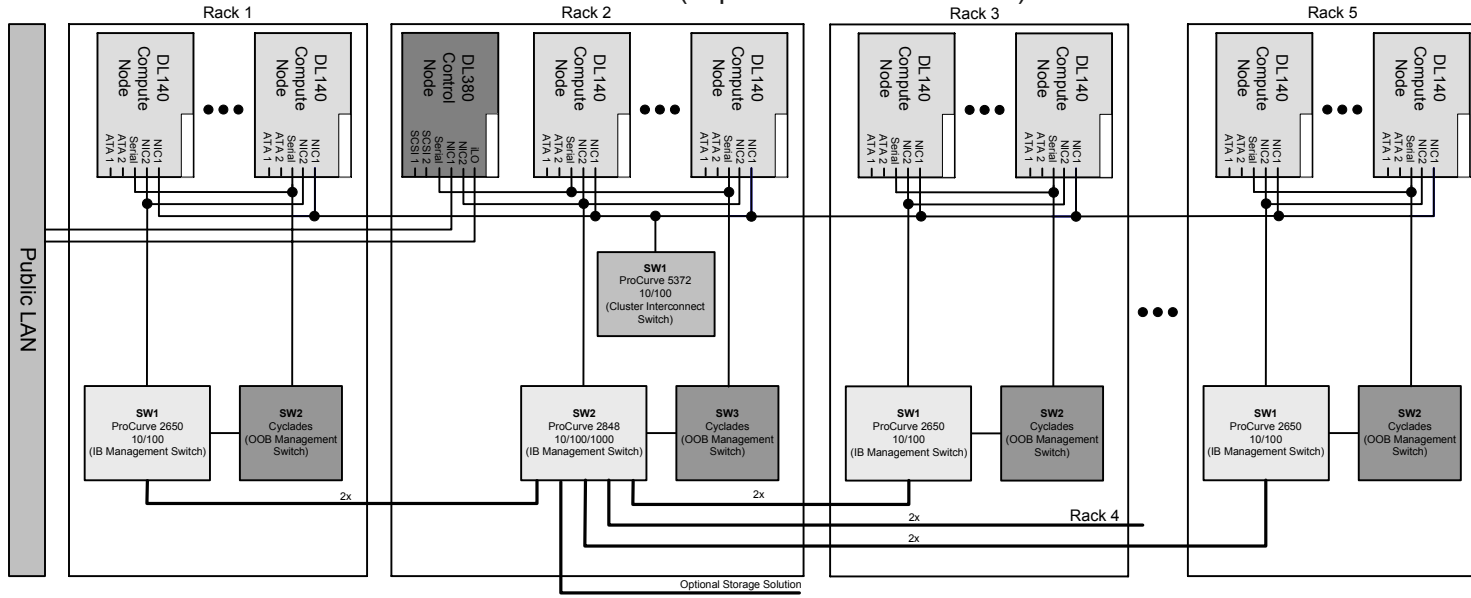 Rack 1
Rack 2
Rack 3
Rack 5
Public LAN
DL140
Compute
Node
ATA 1
ATA 2
Serial
NIC2
NIC1
DL140
Compute
Node
ATA 1
ATA 2
Serial
NIC2
NIC1
DL380
Control
Node
SCSI 1
SCSI 2
Serial
NIC1
NIC2
iLO
DL140
Compute
Node
ATA 1
ATA 2
Serial
NIC2
NIC1
DL140
Compute
Node
ATA 1
ATA 2
Serial
NIC2
NIC1
DL140
Compute
Node
ATA 1
ATA 2
Serial
NIC2
NIC1
DL140
Compute
Node
ATA 1
ATA 2
Serial
NIC2
NIC1
DL140
Compute
Node
ATA 1
ATA 2
Serial
NIC2
NIC1
DL140
Compute
Node
ATA 1
ATA 2
Serial
NIC2
NIC1
SW1
ProCurve 5372
10/100
(Cluster Interconnect
Switch)
SW1
ProCurve 2650
10/100
(IB Management Switch)
SW2
Cyclades
(OOB Management
Switch)
SW2
ProCurve 2848
10/100/1000
(IB Management Switch)
SW3
Cyclades
(OOB Management
Switch)
SW1
ProCurve 2650
10/100
(IB Management Switch)
SW2
Cyclades
(OOB Management
Switch)
SW1
ProCurve 2650
10/100
(IB Management Switch)
SW2
Cyclades
(OOB Management
Switch)
2x
2x
2x
Rack 4
2x
Optional Storage Solution